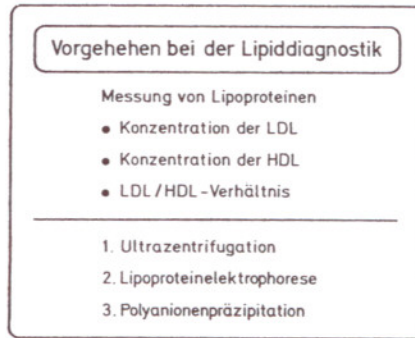 Vorgehehen bei der Lipiddiagnostik
Messung von Lipoproteinen
• Konzentration der LDL
• Konzentration der HDL
• LDL/HDL-Verhältnis
1. Ultrazentrifugation
2. Lipoproteinelektrophorese
3. Polyanionenpräzipitation